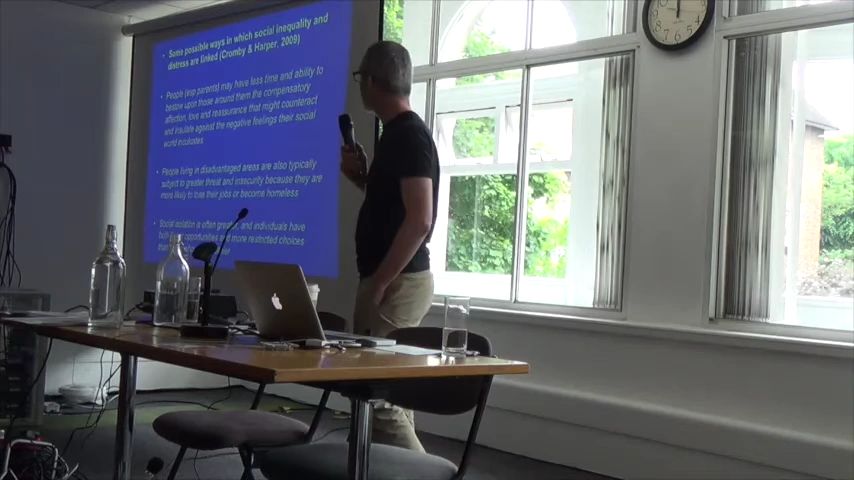 Some possible ways in which social inequality and
distress are linked (Cromby & Harper, 2009)
People (esp parents) may have less time and ability to
bestow upon those around them the compensatory
affection, love and reassurance that might counteract
and insulate against the negative feelings their social
world inculcates
People living in disadvantaged areas are also typically
subject to greater threat and insecurity because they are
more likely to lose their jobs or become homeless
Social isolation is often greater, and individuals have
both opportunities and more restricted choices